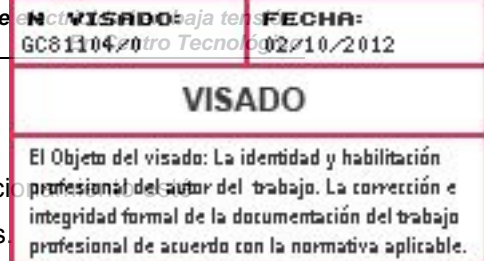 N VISADO: FECHA:
GC81104/0 02/10/2012
VISADO
El Objeto del visado: La identidad y habilitación
profesional del autor del trabajo. La corrección e
integridad formal de la documentación del trabajo
profesional de acuerdo con la normativa aplicable.